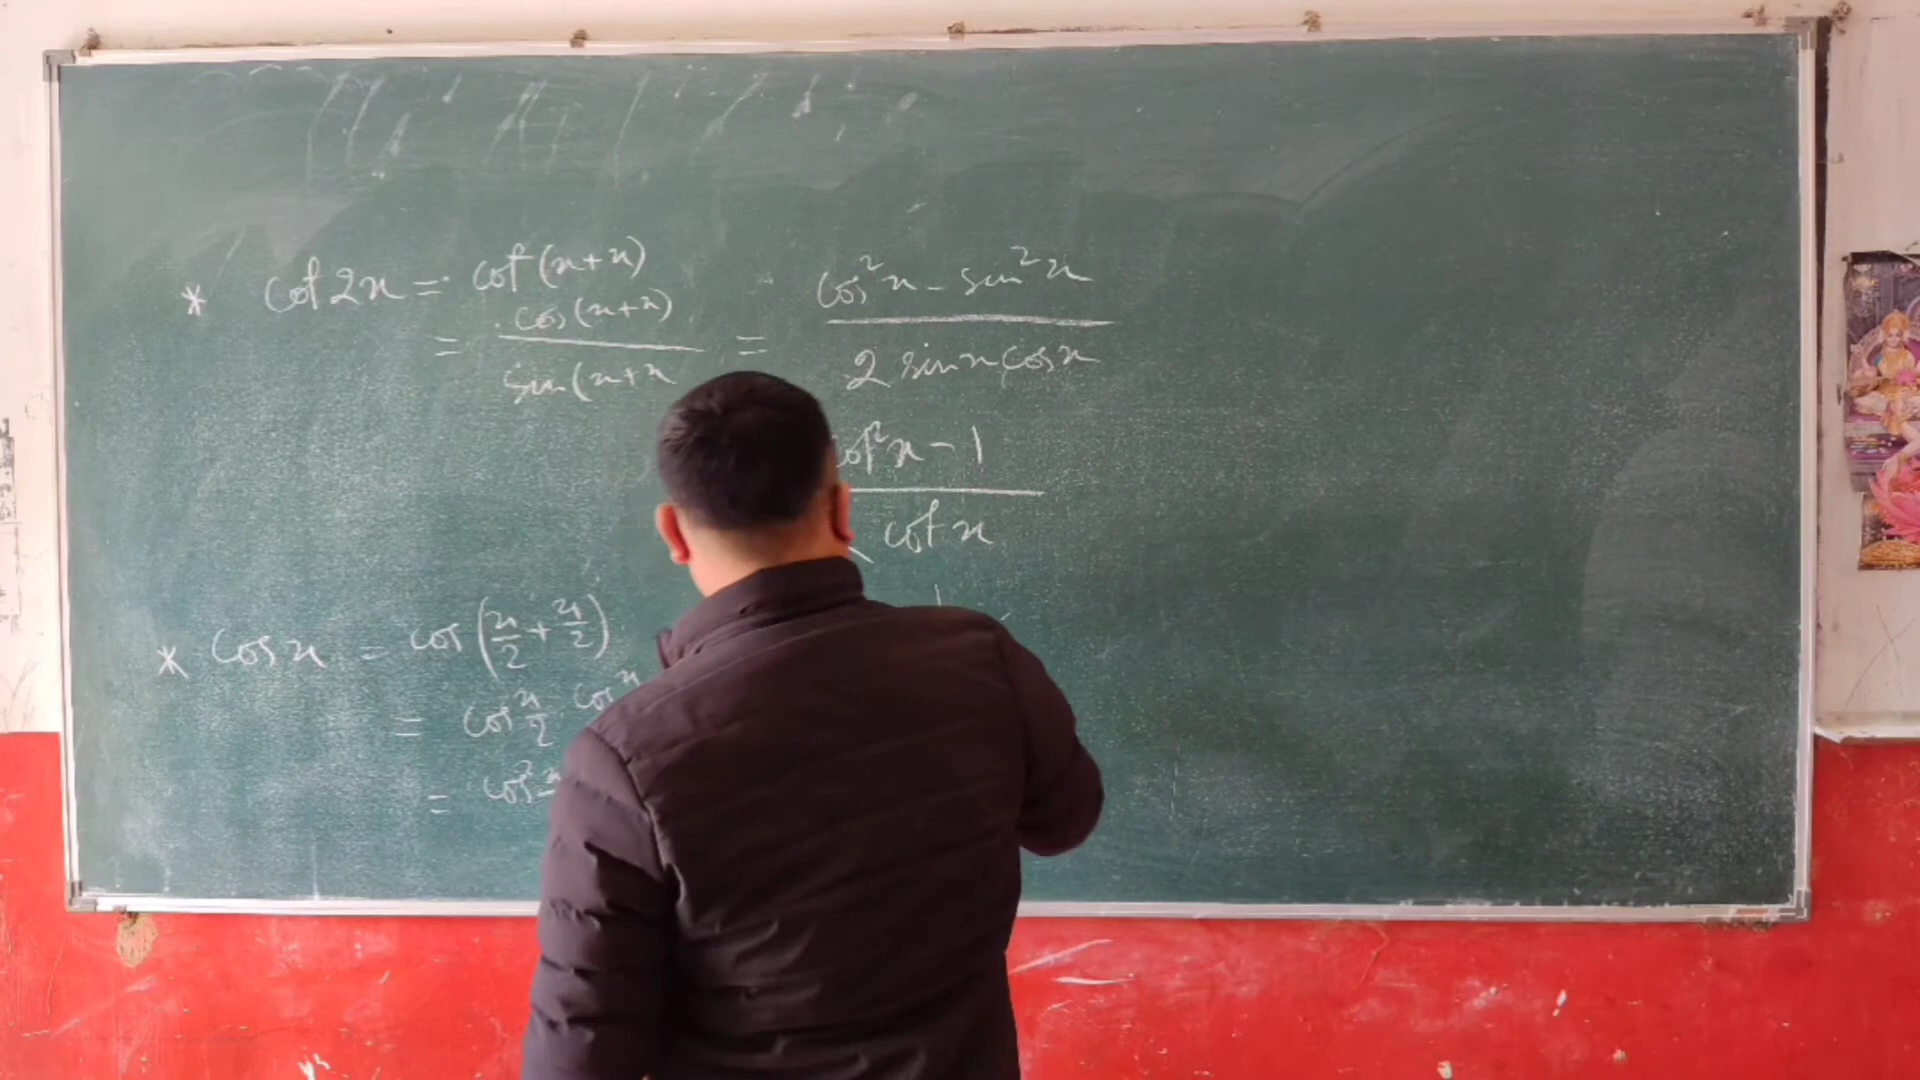 * cot 2x = cot (x+x)
= cos(x+x) / sin(x+x = cos²x - sin²x / 2 sinx cosx
cot²x - 1 / cot x
* cos x = cos (x/2 + x/2)
= cos x/2 . cos x
= cos²